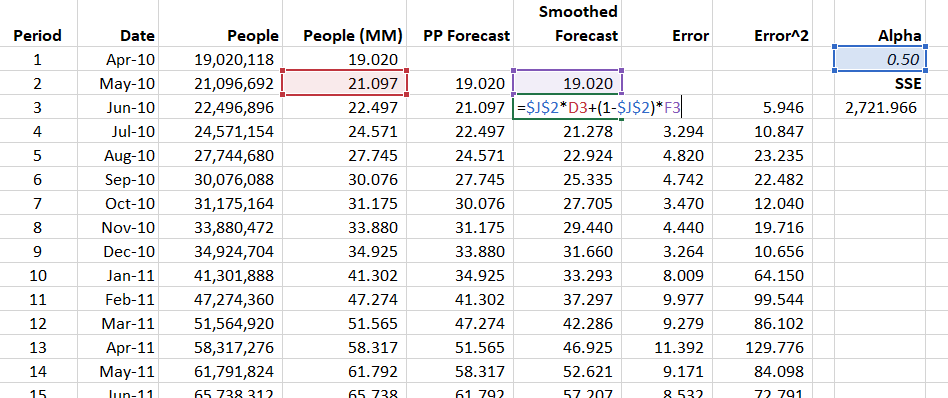 Smoothed
Period Date People People (MM) PP Forecast Forecast Error Error^2 Alpha
1 Apr-10 19,020,118 19.020 0.50
2 May-10 21,096,692 21.097 19.020 19.020 SSE
3 Jun-10 22,496,896 22.497 21.097 =$J$2*D3+(1-$J$2)*F3 5.946 2,721.966
4 Jul-10 24,571,154 24.571 22.497 21.278 3.294 10.847
5 Aug-10 27,744,680 27.745 24.571 22.924 4.820 23.235
6 Sep-10 30,076,088 30.076 27.745 25.335 4.742 22.482
7 Oct-10 31,175,164 31.175 30.076 27.705 3.470 12.040
8 Nov-10 33,880,472 33.880 31.175 29.440 4.440 19.716
9 Dec-10 34,924,704 34.925 33.880 31.660 3.264 10.656
10 Jan-11 41,301,888 41.302 34.925 33.293 8.009 64.150
11 Feb-11 47,274,360 47.274 41.302 37.297 9.977 99.544
12 Mar-11 51,564,920 51.565 47.274 42.286 9.279 86.102
13 Apr-11 58,317,276 58.317 51.565 46.925 11.392 129.776
14 May-11 61,791,824 61.792 58.317 52.621 9.171 84.098
15 Jun-11 65,738,312 65.738 61.792 57.207 8.532 72.791